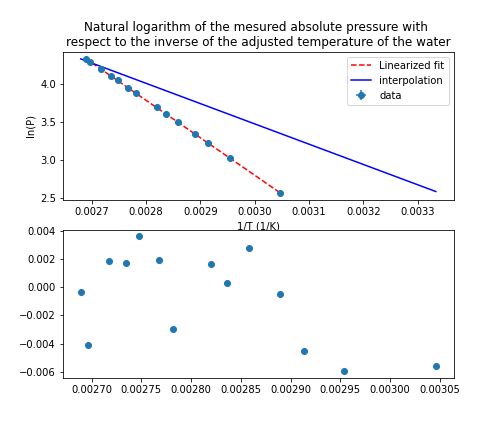 Natural logarithm of the mesured absolute pressure with
respect to the inverse of the adjusted temperature of the water
Linearized fit
interpolation
data
ln(P)
4.0
3.5
3.0
2.5
0.0027 0.0028 0.0029 0.0030 0.0031 0.0032 0.0033
1/T (1/K)
0.004
0.002
0.000
−0.002
−0.004
−0.006
0.00270 0.00275 0.00280 0.00285 0.00290 0.00295 0.00300 0.00305